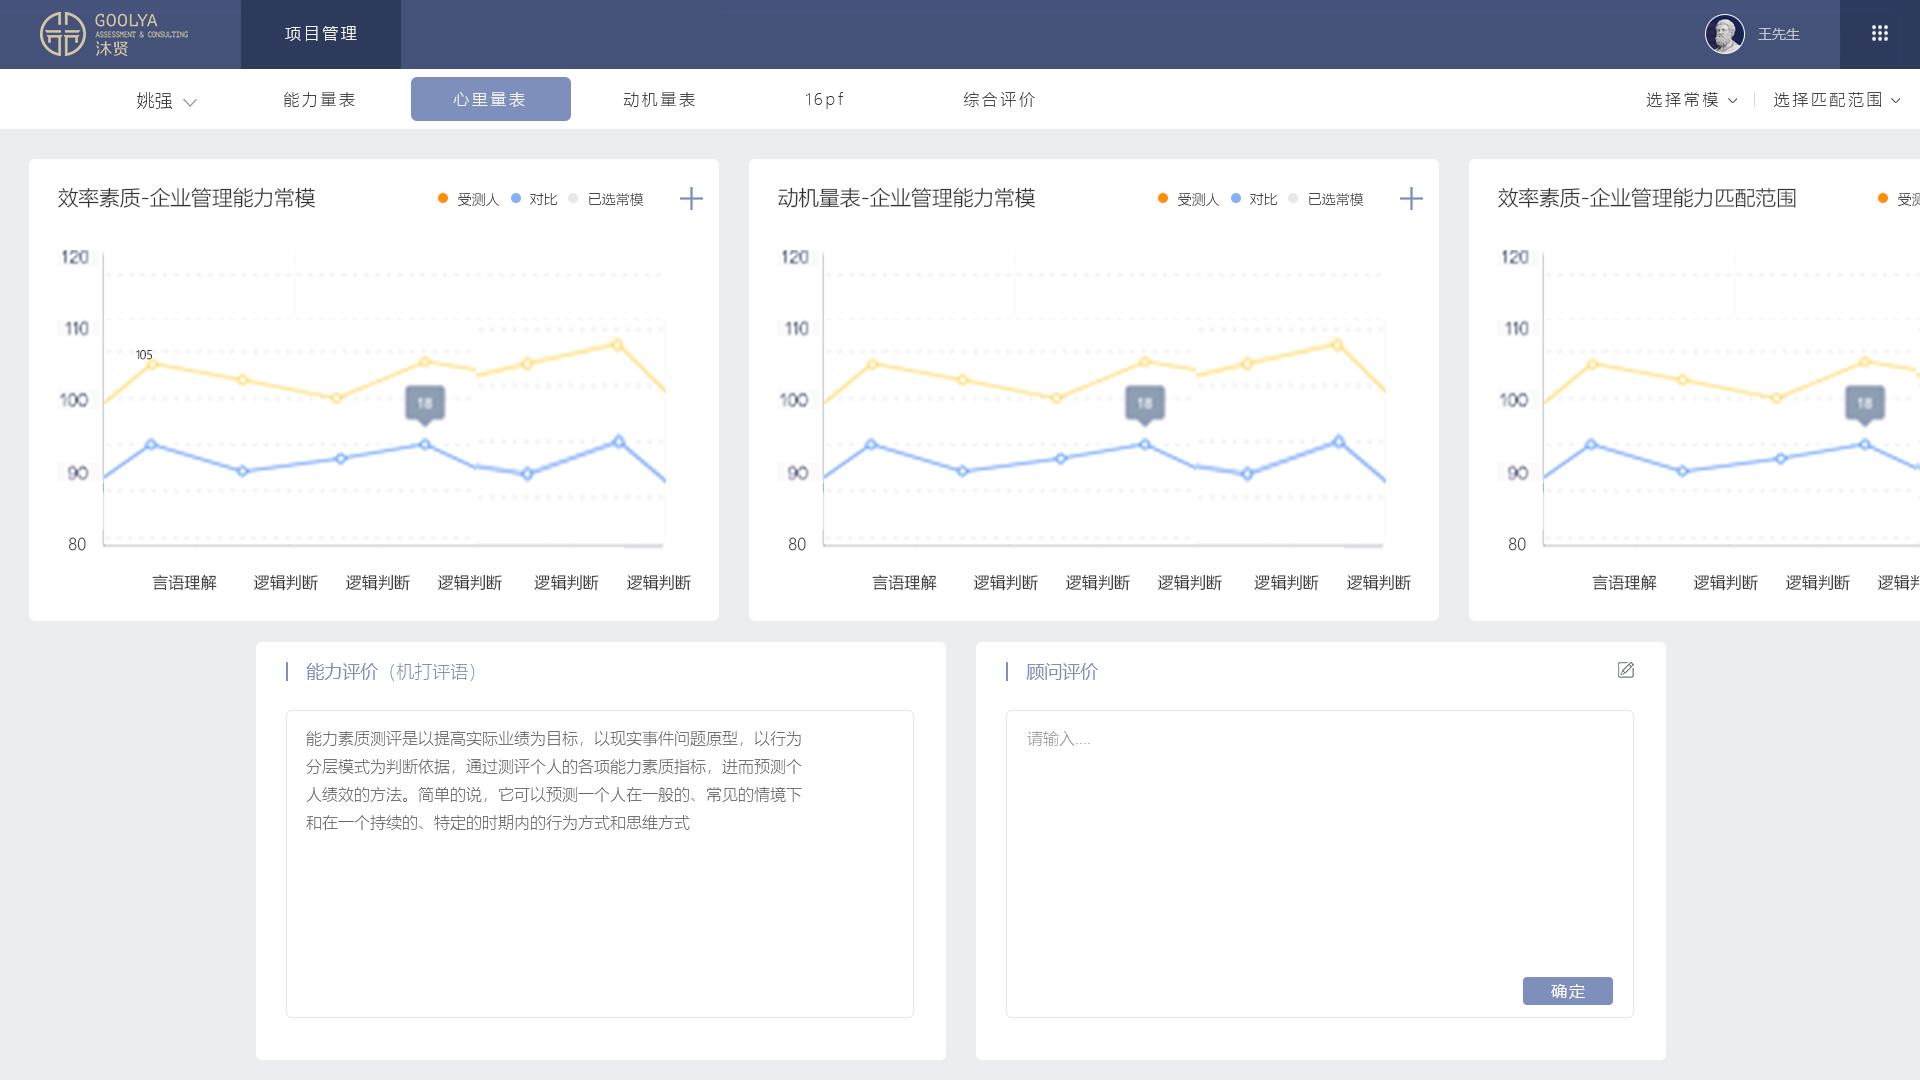 GOOLYA
ASSESSMENT & CONSULTING
沐贤
项目管理
王先生
姚强
能力量表
心里量表
动机量表
16pf
综合评价
选择常模
选择匹配范围
效率素质-企业管理能力常模
受测人
对比
已选常模
120
110
105
100
18
90
80
言语理解
逻辑判断
逻辑判断
逻辑判断
逻辑判断
逻辑判断
动机量表-企业管理能力常模
受测人
对比
已选常模
120
110
100
18
90
80
言语理解
逻辑判断
逻辑判断
逻辑判断
逻辑判断
逻辑判断
效率素质-企业管理能力匹配范围
受测
120
110
100
18
90
80
言语理解
逻辑判断
逻辑判断
逻辑
能力评价（机打评语）
能力素质测评是以提高实际业绩为目标，以现实事件问题原型，以行为
分层模式为判断依据，通过测评个人的各项能力素质指标，进而预测个
人绩效的方法。简单的说，它可以预测一个人在一般的、常见的情境下
和在一个持续的、特定的时期内的行为方式和思维方式
顾问评价
请输入....
确定